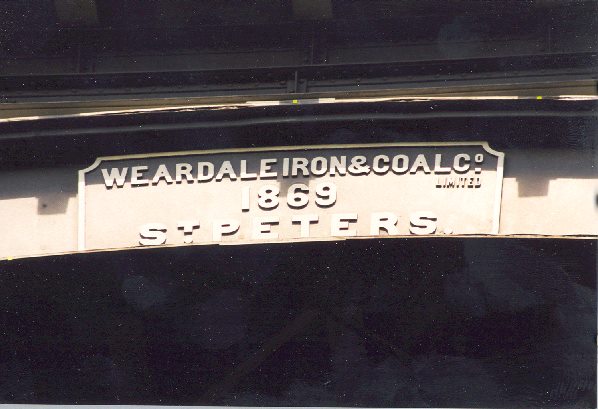 WEARDALE IRON & COAL Cº.
LIMITED
1869
ST PETERS.